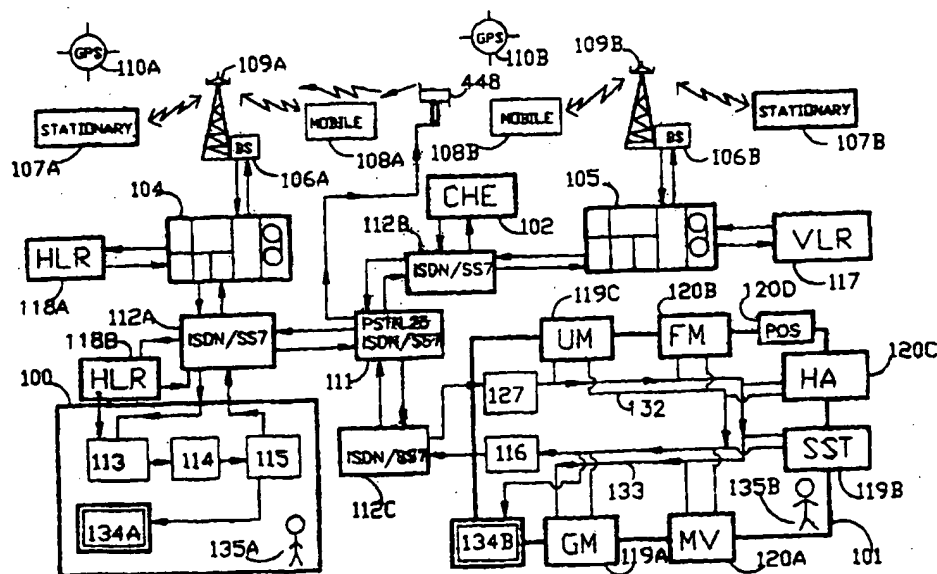 GPS
110A
GPS
110B
109A
448
109B
STATIONARY
107A
BS
106A
MOBILE
108A
MOBILE
108B
BS
106B
STATIONARY
107B
104
CHE
102
105
HLR
118A
112B
ISDN/SS7
VLR
117
112A
118B
ISDN/SS7
HLR
111
119C
UM
120B
FM
120D
POS
120C
HA
100
127
132
113
114
115
ISDN/SS7
112C
116
133
SST
119B
135B
134A
135A
134B
GM
119A
MV
120A
101